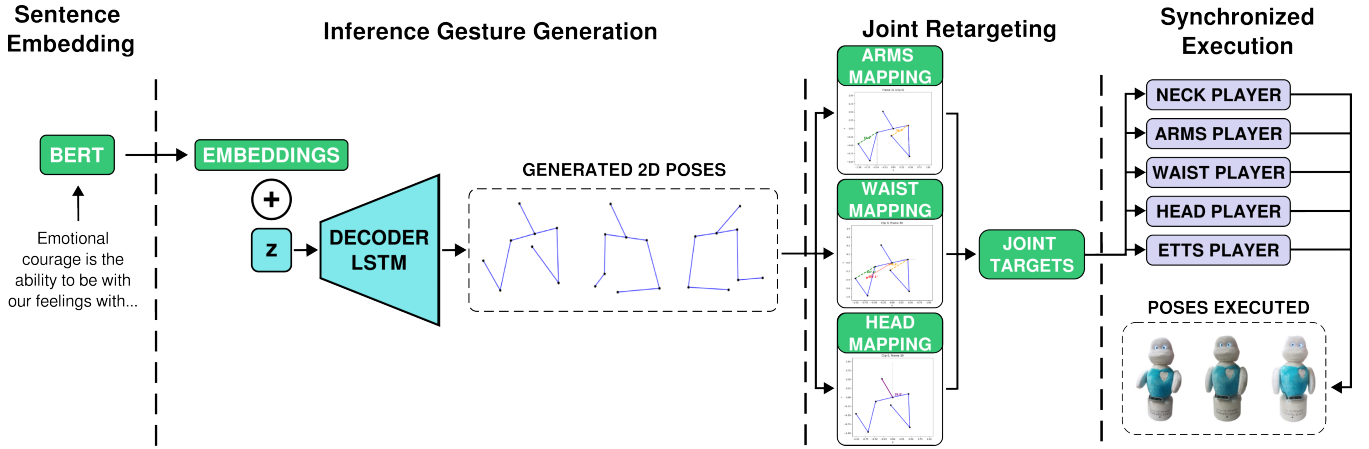 Sentence
Embedding
Inference Gesture Generation
Joint Retargeting
Synchronized
Execution
BERT
Emotional
courage is the
ability to be with
our feelings with...
EMBEDDINGS
+
z
DECODER
LSTM
GENERATED 2D POSES
ARMS
MAPPING
WAIST
MAPPING
HEAD
MAPPING
JOINT
TARGETS
NECK PLAYER
ARMS PLAYER
WAIST PLAYER
HEAD PLAYER
ETTS PLAYER
POSES EXECUTED